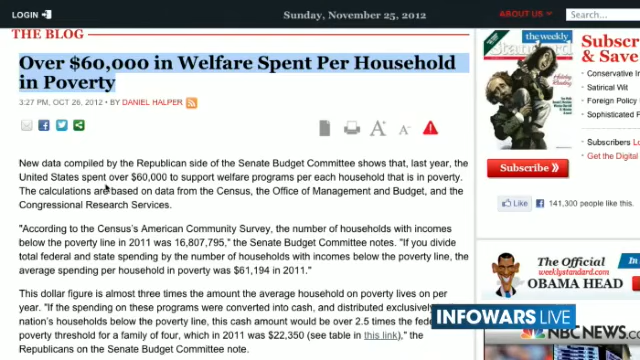 LOGIN
Sunday, November 25, 2012
ABOUT US
Search...
THE BLOG
Over $60,000 in Welfare Spent Per Household
in Poverty
3:27 PM, OCT 26, 2012 • BY DANIEL HALPER
A+ A-
New data compiled by the Republican side of the Senate Budget Committee shows that, last year, the
United States spent over $60,000 to support welfare programs per each household that is in poverty.
The calculations are based on data from the Census, the Office of Management and Budget, and the
Congressional Research Services.
"According to the Census's American Community Survey, the number of households with incomes
below the poverty line in 2011 was 16,807,795," the Senate Budget Committee notes. "If you divide
total federal and state spending by the number of households with incomes below the poverty line, the
average spending per household in poverty was $61,194 in 2011."
This dollar figure is almost three times the amount the average household on poverty lives on per
year. "If the spending on these programs were converted into cash, and distributed exclusively
nation's households below the poverty line, this cash amount would be over 2.5 times the fede
poverty threshold for a family of four, which in 2011 was $22,350 (see table in this link),"
the Republicans on the Senate Budget Committee note.
the weekly
Standard
Subscr
& Save
• Conservative In
• Satirical Wit
• Foreign Policy
• Sophisticated F
Subscribers Lo
Get the Digital
Subscribe »
Like
141,300 people like this.
The Official
weeklystandard.com
OBAMA HEAD
In
INFOWARS LIVE
NBC NEWS.CO